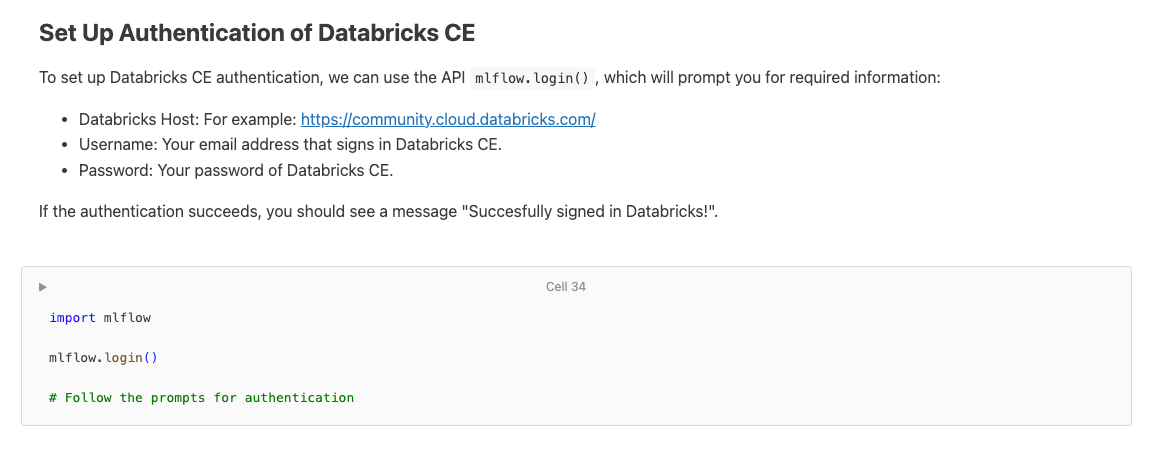 Set Up Authentication of Databricks CE
To set up Databricks CE authentication, we can use the API mlflow.login(), which will prompt you for required information:
• Databricks Host: For example: https://community.cloud.databricks.com/
• Username: Your email address that signs in Databricks CE.
• Password: Your password of Databricks CE.
If the authentication succeeds, you should see a message "Succesfully signed in Databricks!".
Cell 34
import mlflow
mlflow.login()
# Follow the prompts for authentication